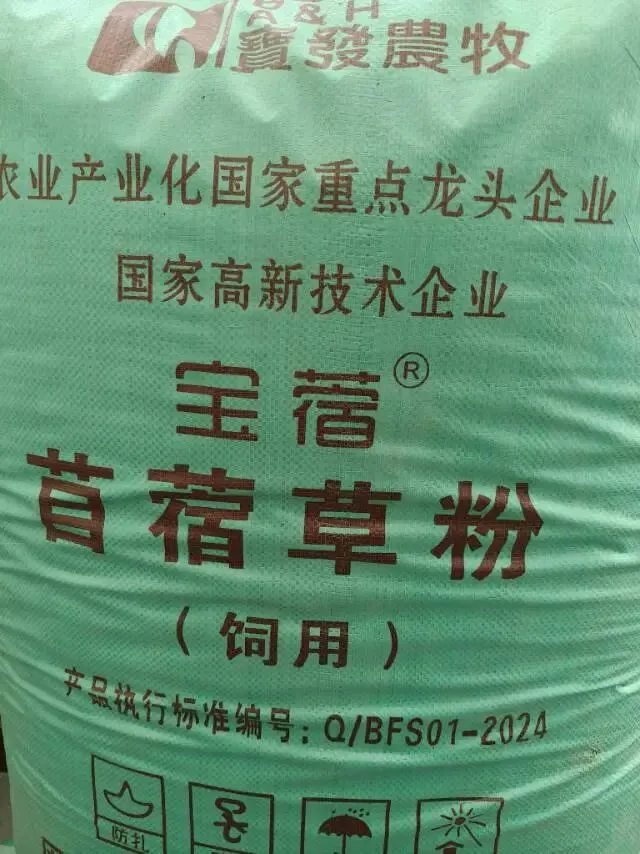 寶發農牧
农业产业化国家重点龙头企业
国家高新技术企业
宝蓿®
苜蓿草粉
（饲用）
产品执行标准编号：Q/BFS01-2024
防扎